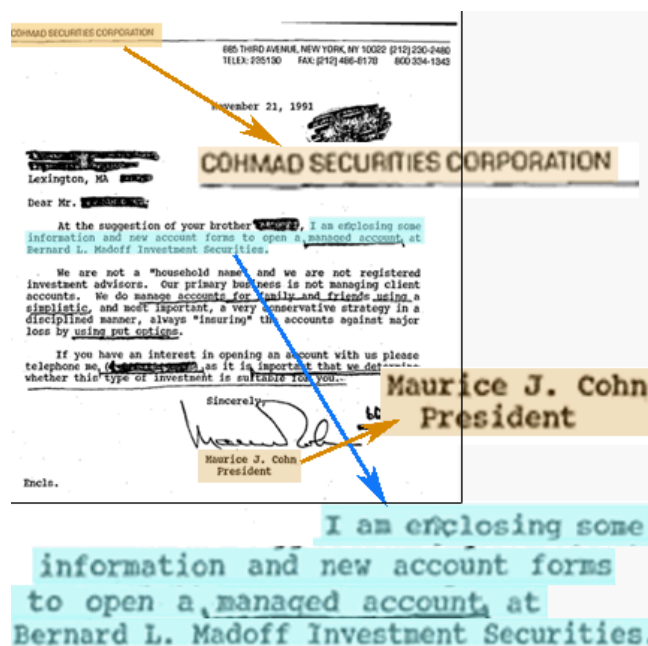 COHMAD SECURITIES CORPORATION
885 THIRD AVENUE, NEW YORK, NY 10022 (212) 230-2480
TELEX: 235130 FAX: (212) 486-8178 800 334-1343
November 21, 1991
COHMAD SECURITIES CORPORATION
Lexington, MA
Dear Mr.
At the suggestion of your brother , I am enclosing some
information and new account forms to open a managed account, at
Bernard L. Madoff Investment Securities.
We are not a "household name" and we are not registered
investment advisors. Our primary business is not managing client
accounts. We do manage accounts for family and friends using a
simplistic, and most important, a very conservative strategy in a
disciplined manner, always "insuring" the accounts against major
loss by using put options.
If you have an interest in opening an account with us please
telephone me, as it is important that we determine
whether this type of investment is suitable for you.
Sincerely,
Maurice J. Cohn
President
Maurice J. Cohn
President
Encls.
I am enclosing some
information and new account forms
to open a managed account, at
Bernard L. Madoff Investment Securities.